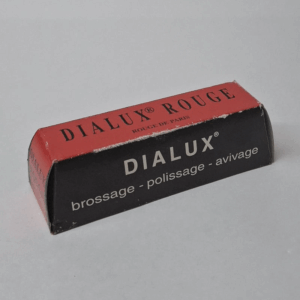 DIALUX® ROUGE
ROUGE DE PARIS
DIALUX®
brossage - polissage - avivage